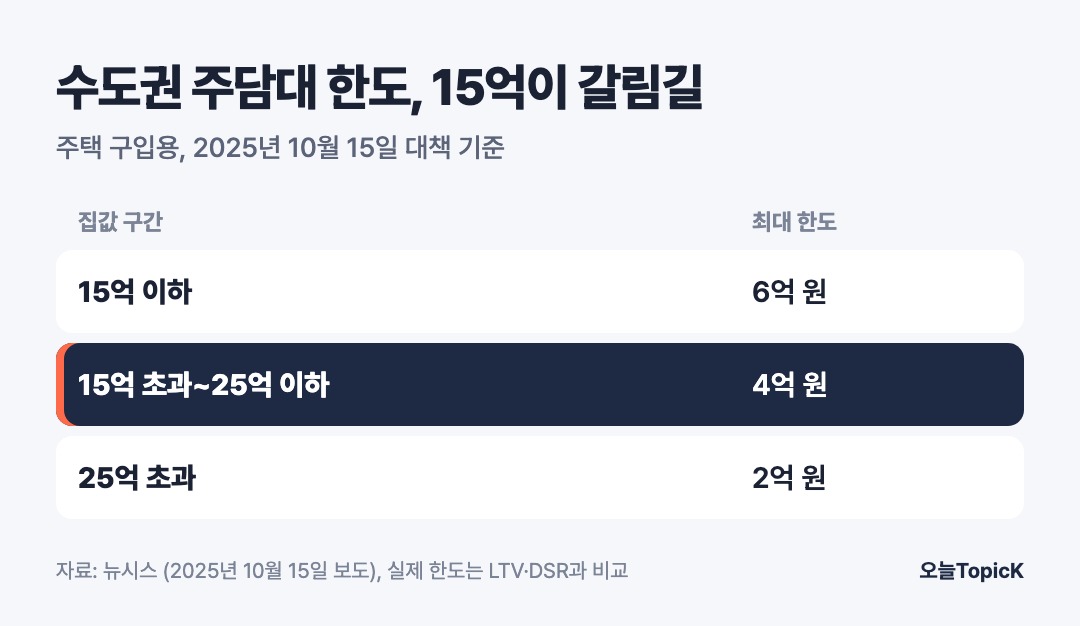 수도권 주담대 한도, 15억이 갈림길
주택 구입용, 2025년 10월 15일 대책 기준
집값 구간 최대 한도
15억 이하 6억 원
15억 초과~25억 이하 4억 원
25억 초과 2억 원
자료: 뉴시스 (2025년 10월 15일 보도), 실제 한도는 LTV·DSR과 비교 오늘TopicK